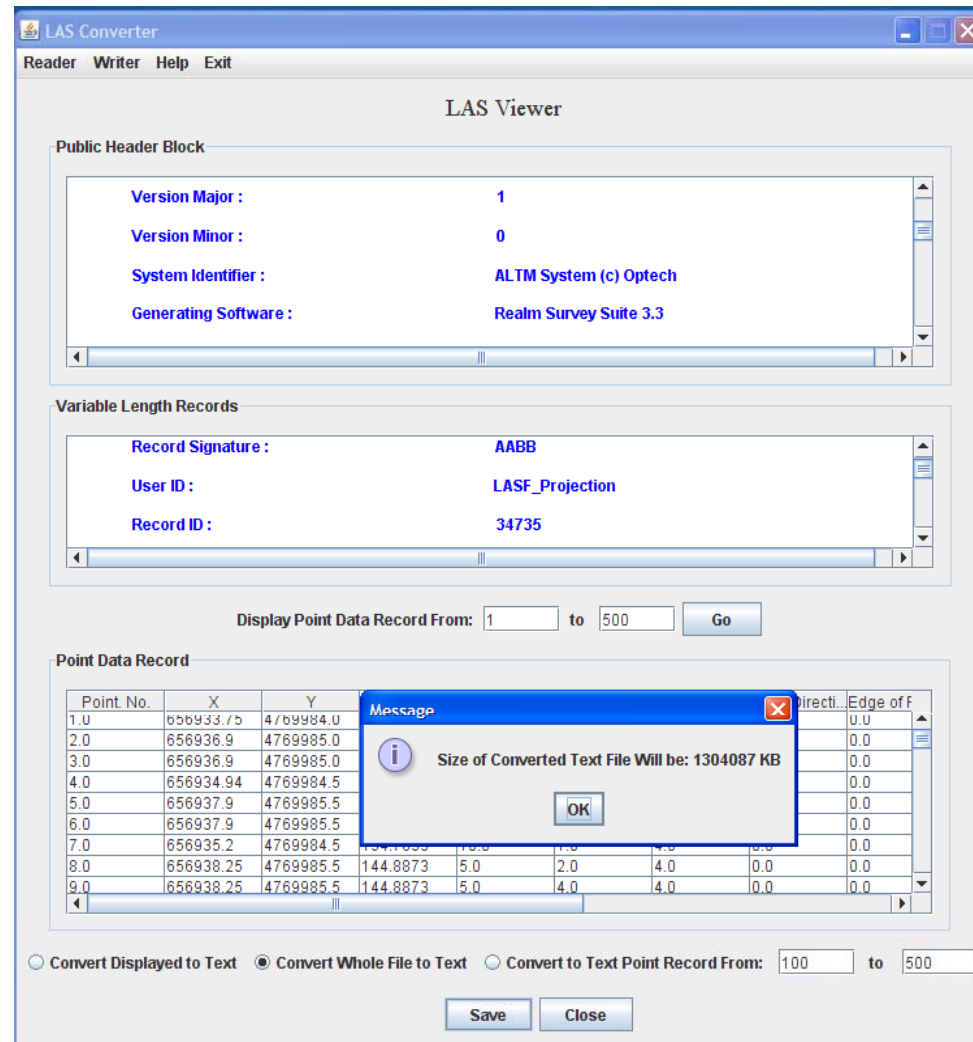 LAS Converter
Reader Writer Help Exit
LAS Viewer
Public Header Block
Version Major : 1
Version Minor : 0
System Identifier : ALTM System (c) Optech
Generating Software : Realm Survey Suite 3.3
Variable Length Records
Record Signature : AABB
User ID : LASF_Projection
Record ID : 34735
Display Point Data Record From: 1 to 500 Go
Point Data Record
Point. No. X Y Directi... Edge of F
1.0 656933.75 4769984.0 0.0
2.0 656936.9 4769985.0 0.0
3.0 656936.9 4769985.0 0.0
4.0 656934.94 4769984.5 0.0
5.0 656937.9 4769985.5 0.0
6.0 656937.9 4769985.5 0.0
7.0 656935.2 4769984.5 0.0
8.0 656938.25 4769985.5 144.8873 5.0 2.0 4.0 0.0 0.0
9.0 656938.25 4769985.5 144.8873 5.0 4.0 4.0 0.0 0.0
Message
Size of Converted Text File Will be: 1304087 KB
OK
Convert Displayed to Text Convert Whole File to Text Convert to Text Point Record From: 100 to 500
Save Close